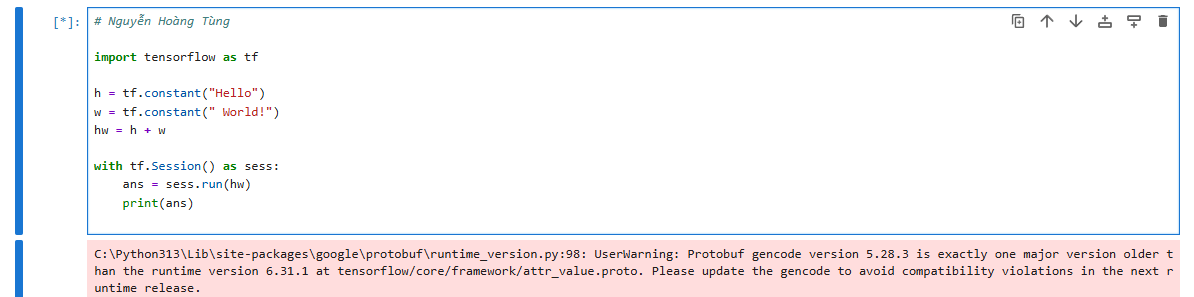 [*]:
# Nguyễn Hoàng Tùng
import tensorflow as tf
h = tf.constant("Hello")
w = tf.constant(" World!")
hw = h + w
with tf.Session() as sess:
    ans = sess.run(hw)
    print(ans)
C:\Python313\Lib\site-packages\google\protobuf\runtime_version.py:98: UserWarning: Protobuf gencode version 5.28.3 is exactly one major version older t
han the runtime version 6.31.1 at tensorflow/core/framework/attr_value.proto. Please update the gencode to avoid compatibility violations in the next r
untime release.